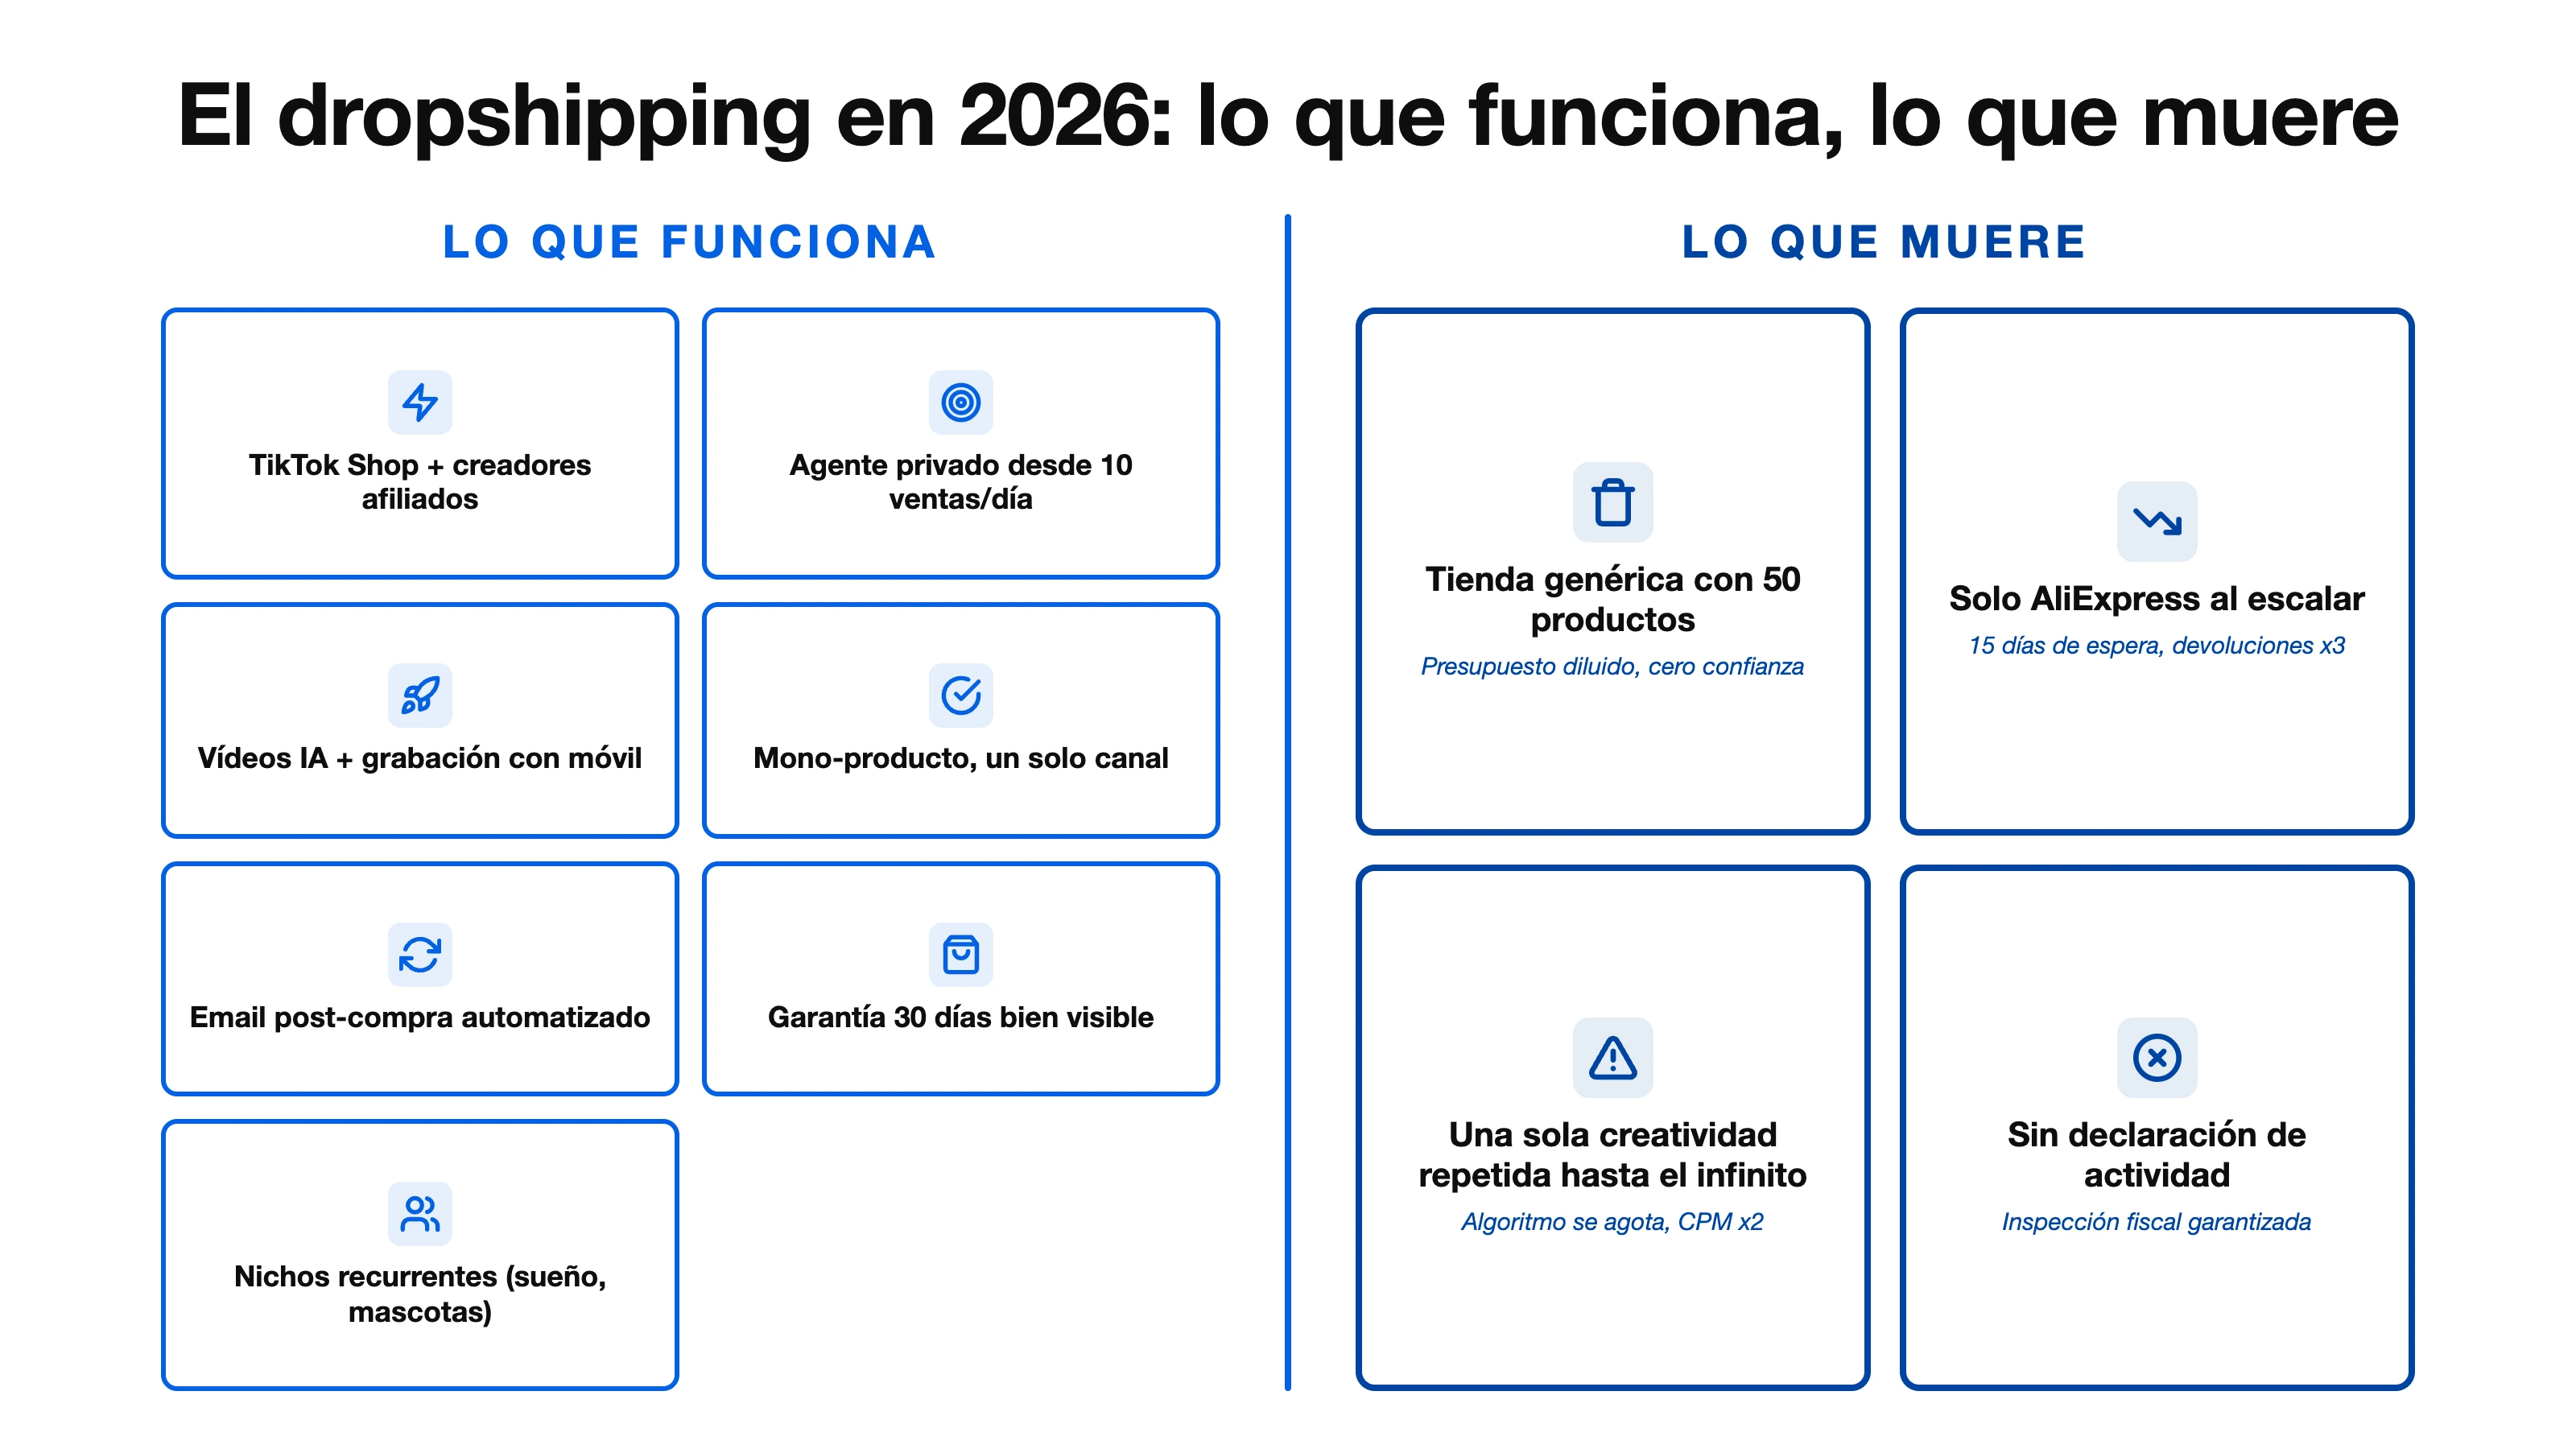 El dropshipping en 2026: lo que funciona, lo que muere
LO QUE FUNCIONA
TikTok Shop + creadores
afiliados
Agente privado desde 10
ventas/día
Vídeos IA + grabación con móvil
Mono-producto, un solo canal
Email post-compra automatizado
Garantía 30 días bien visible
Nichos recurrentes (sueño,
mascotas)
LO QUE MUERE
Tienda genérica con 50
productos
Presupuesto diluido, cero confianza
Solo AliExpress al escalar
15 días de espera, devoluciones x3
Una sola creatividad
repetida hasta el infinito
Algoritmo se agota, CPM x2
Sin declaración de
actividad
Inspección fiscal garantizada